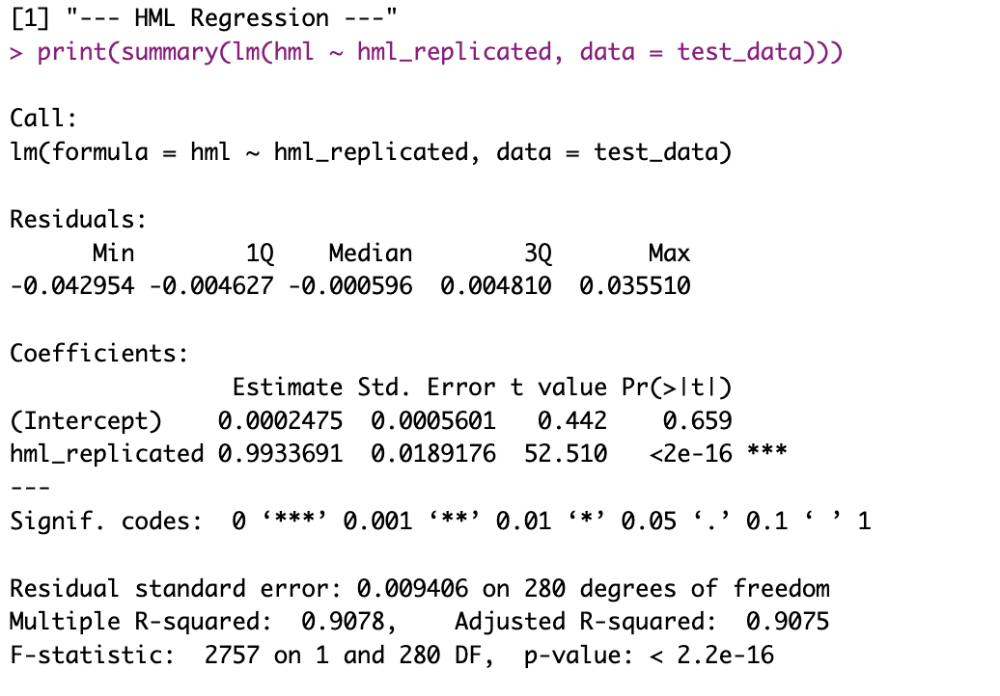 [1] "--- HML Regression ---"
> print(summary(lm(hml ~ hml_replicated, data = test_data)))
Call:
lm(formula = hml ~ hml_replicated, data = test_data)
Residuals:
      Min        1Q    Median        3Q       Max
-0.042954 -0.004627 -0.000596  0.004810  0.035510
Coefficients:
                Estimate Std. Error t value Pr(>|t|)
(Intercept)    0.0002475  0.0005601   0.442    0.659
hml_replicated 0.9933691  0.0189176  52.510   <2e-16 ***
---
Signif. codes:  0 ‘***’ 0.001 ‘**’ 0.01 ‘*’ 0.05 ‘.’ 0.1 ‘ ’ 1
Residual standard error: 0.009406 on 280 degrees of freedom
Multiple R-squared:  0.9078,    Adjusted R-squared:  0.9075
F-statistic:  2757 on 1 and 280 DF,  p-value: < 2.2e-16